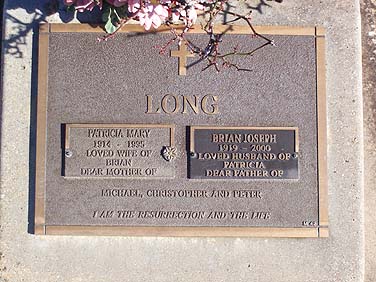 LONG
PATRICIA MARY
1914 - 1995
LOVED WIFE OF
BRIAN
DEAR MOTHER OF
BRIAN JOSEPH
1919 - 2000
LOVED HUSBAND OF
PATRICIA
DEAR FATHER OF
MICHAEL, CHRISTOPHER AND PETER
I AM THE RESURRECTION AND THE LIFE